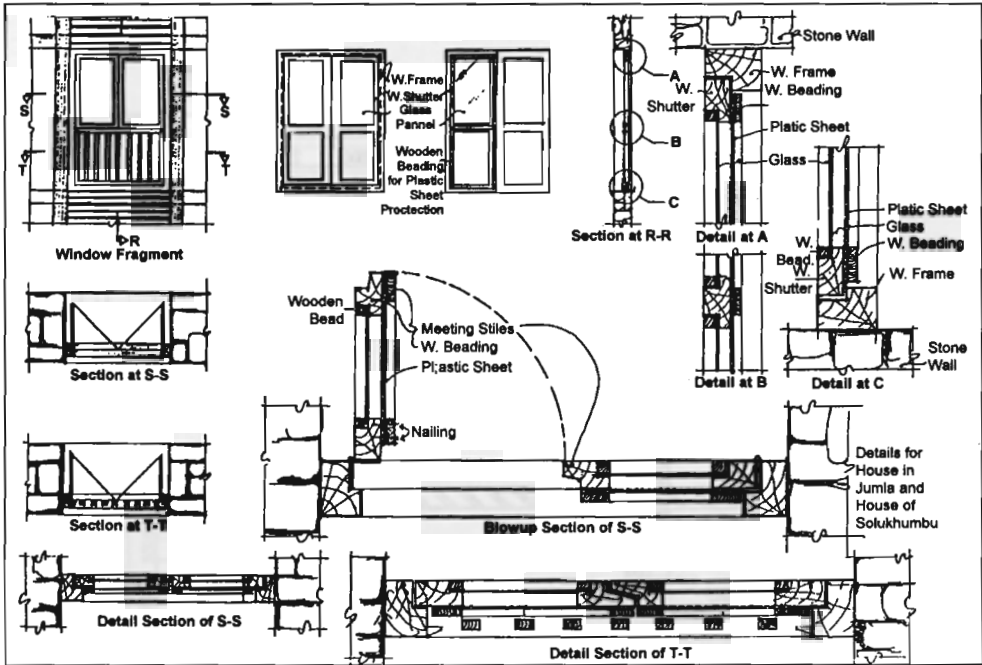 S
S
T
T
R
Window Fragment
W.Frame
W.Shutter
Glass
Pannel
Wooden
Beading
for Plastic
Sheet
Proctection
A
B
C
Section at R-R
Stone Wall
W. Frame
W. Beading
W.
Shutter
Platic Sheet
Glass
Detail at A
Detail at B
Platic Sheet
Glass
W. Beading
W.
Bead.
W.
Shutter
W. Frame
Stone
Wall
Detail at C
Section at S-S
Section at T-T
Wooden
Bead
Meeting Stiles
W. Beading
Pl;astic Sheet
Nailing
Blowup Section of S-S
Details for
House in
Jumla and
House of
Solukhumbu
Detail Section of S-S
Detail Section of T-T